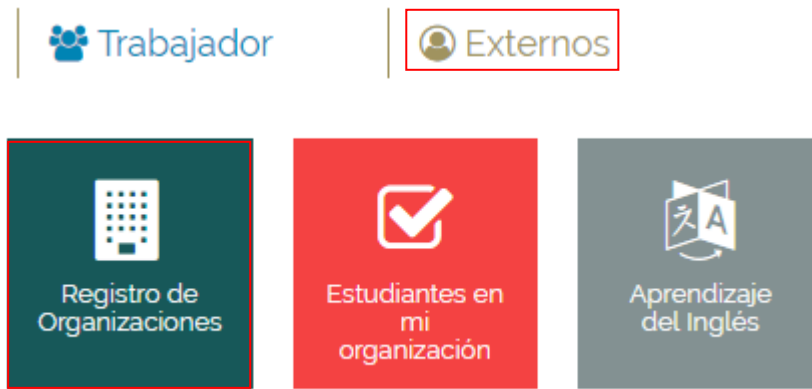 Trabajador
Externos
Registro de
Organizaciones
Estudiantes en
mi
organización
Aprendizaje
del Inglés